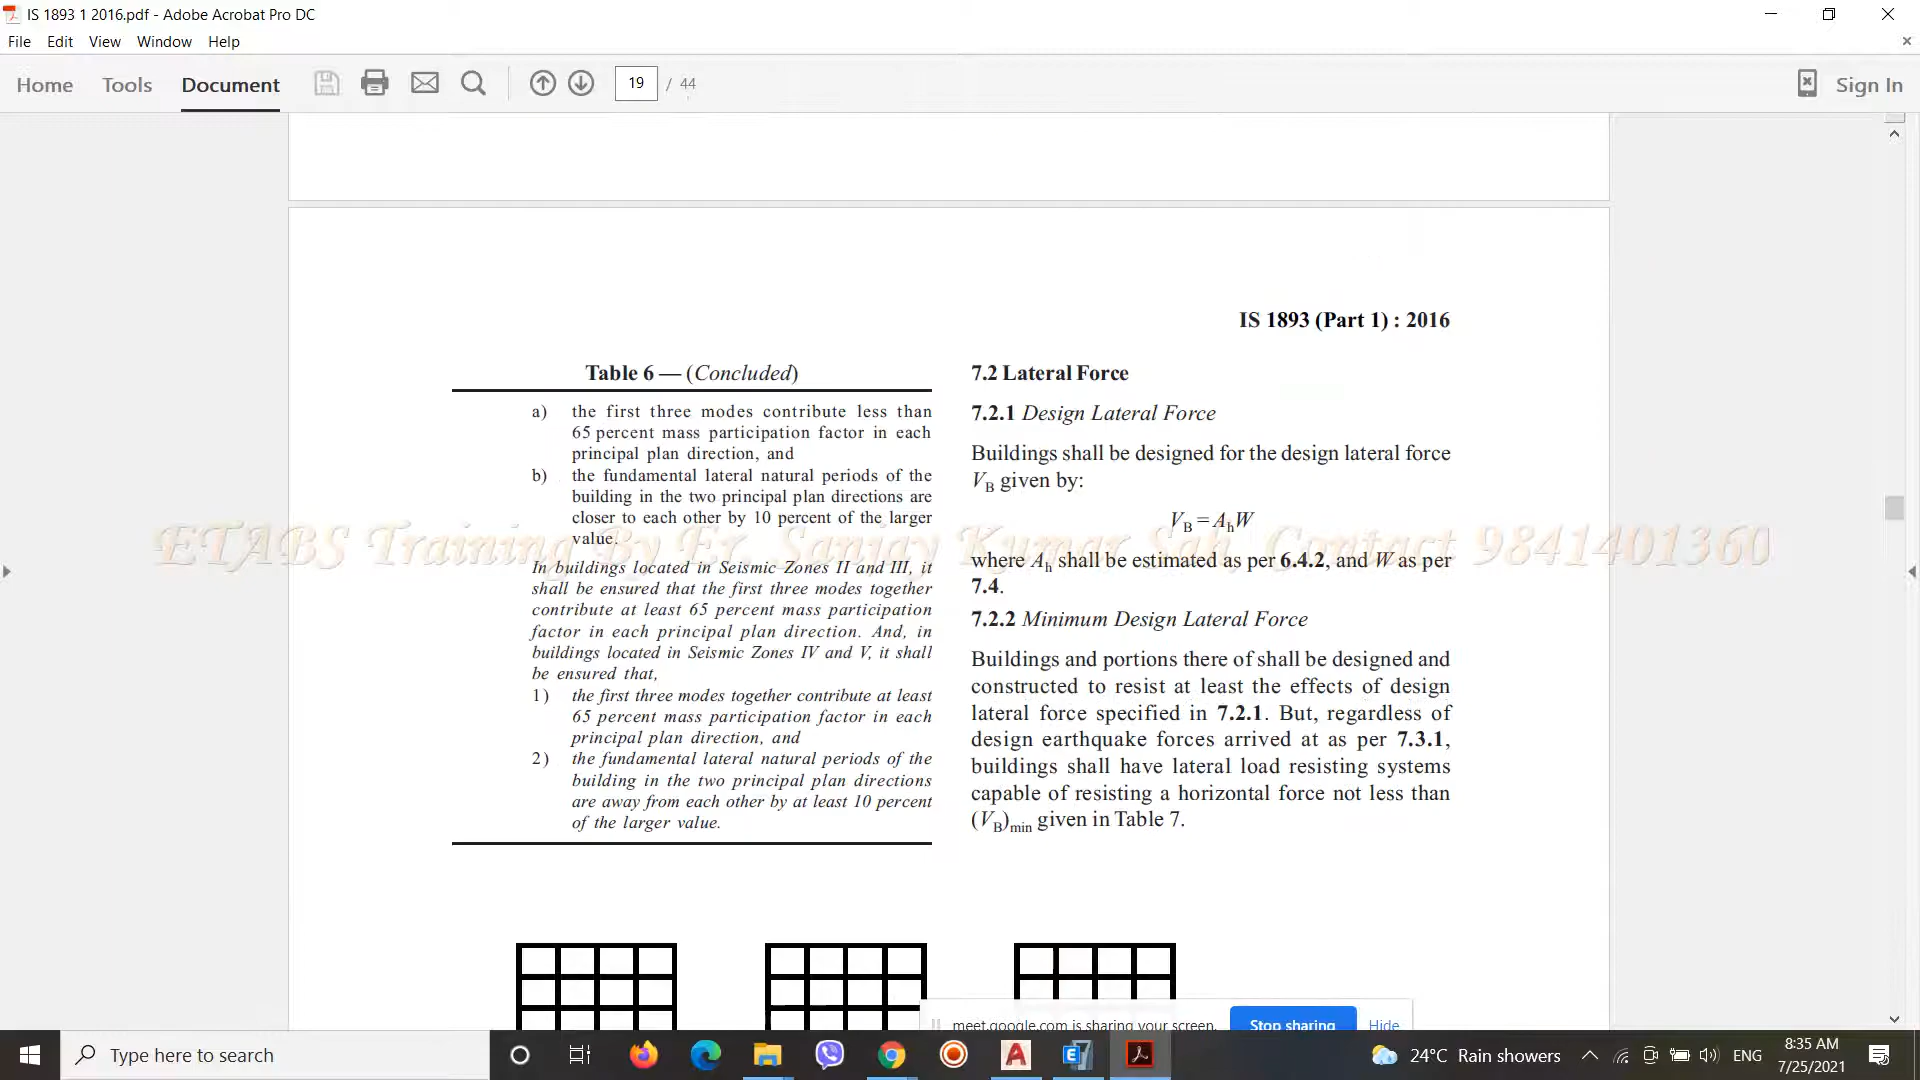 IS 1893 1 2016.pdf - Adobe Acrobat Pro DC
File Edit View Window Help
Home Tools Document 19 / 44 Sign In
IS 1893 (Part 1) : 2016
Table 6 — (Concluded)
a) the first three modes contribute less than
65 percent mass participation factor in each
principal plan direction, and
b) the fundamental lateral natural periods of the
building in the two principal plan directions are
closer to each other by 10 percent of the larger
value.
In buildings located in Seismic Zones II and III, it
shall be ensured that the first three modes together
contribute at least 65 percent mass participation
factor in each principal plan direction. And, in
buildings located in Seismic Zones IV and V, it shall
be ensured that,
1) the first three modes together contribute at least
65 percent mass participation factor in each
principal plan direction, and
2) the fundamental lateral natural periods of the
building in the two principal plan directions
are away from each other by at least 10 percent
of the larger value.
7.2 Lateral Force
7.2.1 Design Lateral Force
Buildings shall be designed for the design lateral force
VB given by:
VB = AhW
where Ah shall be estimated as per 6.4.2, and W as per
7.4.
7.2.2 Minimum Design Lateral Force
Buildings and portions there of shall be designed and
constructed to resist at least the effects of design
lateral force specified in 7.2.1. But, regardless of
design earthquake forces arrived at as per 7.3.1,
buildings shall have lateral load resisting systems
capable of resisting a horizontal force not less than
(VB)min given in Table 7.
ETABS Training By Er. Sanjay Kumar Sah, Contact 9841401360
meet.google.com is sharing your screen. Stop sharing Hide
Type here to search
24°C Rain showers ENG
8:35 AM
7/25/2021